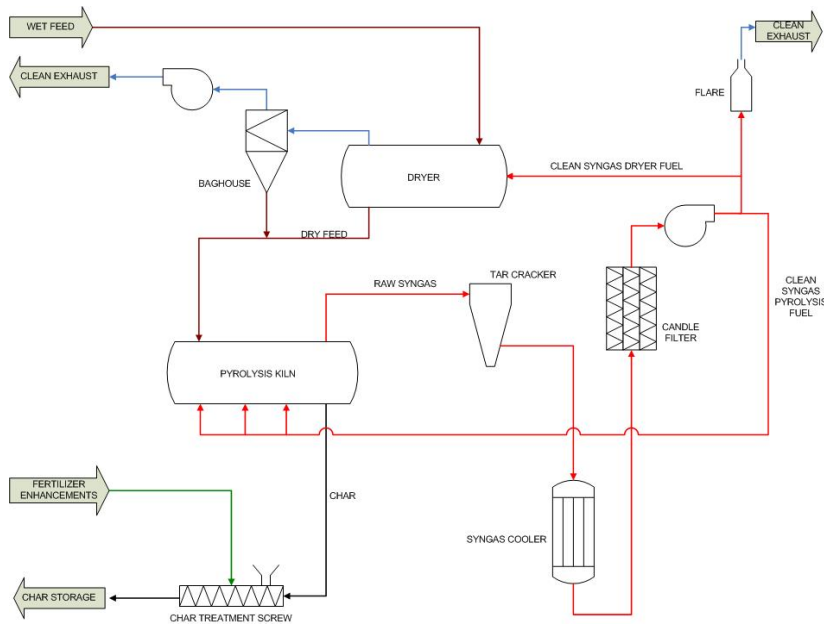 WET FEED
CLEAN
EXHAUST
CLEAN EXHAUST
FLARE
BAGHOUSE
DRYER
CLEAN SYNGAS DRYER FUEL
DRY FEED
RAW SYNGAS
TAR CRACKER
CLEAN
SYNGAS
PYROLYSIS
FUEL
CANDLE
FILTER
PYROLYSIS KILN
FERTILIZER
ENHANCEMENTS
CHAR
SYNGAS COOLER
CHAR STORAGE
CHAR TREATMENT SCREW